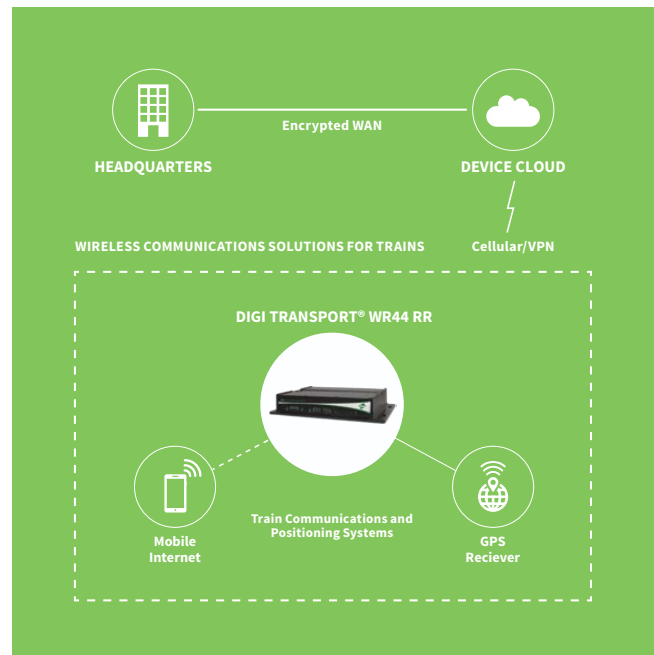 Encrypted WAN
HEADQUARTERS
DEVICE CLOUD
WIRELESS COMMUNICATIONS SOLUTIONS FOR TRAINS
Cellular/VPN
DIGI TRANSPORT® WR44 RR
Mobile
Internet
Train Communications and
Positioning Systems
GPS
Reciever